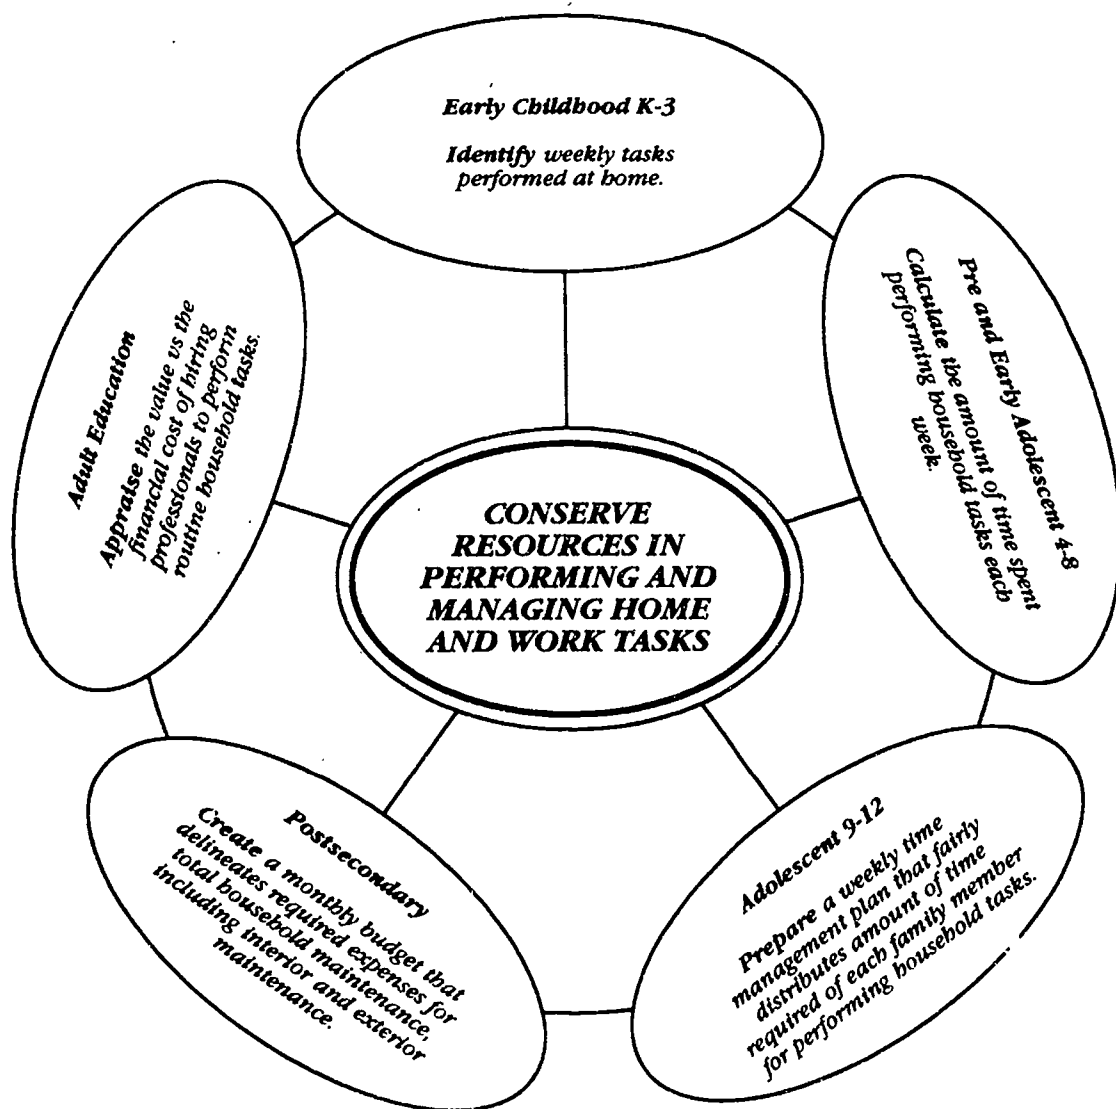 Early Childhood K-3
Identify weekly tasks
performed at home.
Pre and Early Adolescent 4-8
Calculate the amount of time spent
performing household tasks each
week.
Adolescent 9-12
Prepare a weekly time
management plan that fairly
distributes amount of time
required of each family member
for performing household tasks.
Postsecondary
Create a monthly budget that
delineates required expenses for
total household maintenance,
including interior and exterior
maintenance.
Adult Education
Appraise the value vs the
financial cost of hiring
professionals to perform
routine household tasks.
CONSERVE
RESOURCES IN
PERFORMING AND
MANAGING HOME
AND WORK TASKS